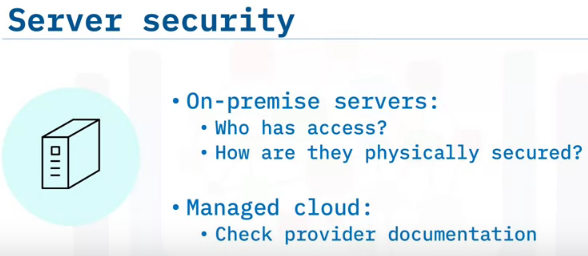 Server security
• On-premise servers:
• Who has access?
• How are they physically secured?
• Managed cloud:
• Check provider documentation